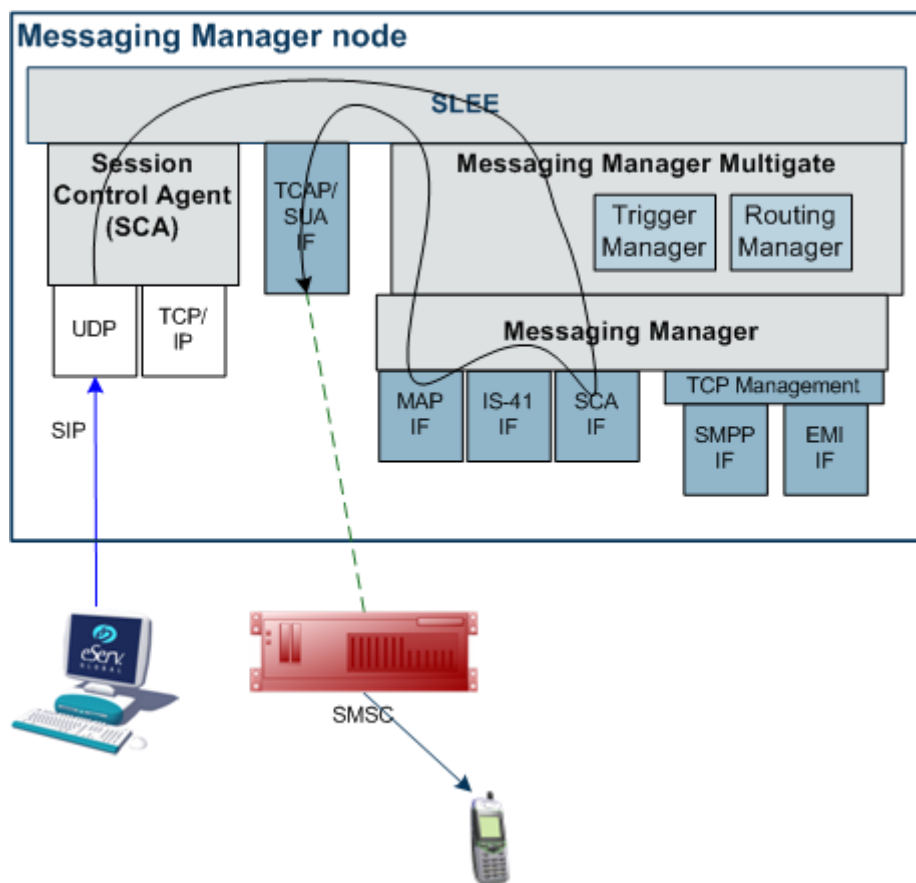 Messaging Manager node
SLEE
Session
Control Agent
(SCA)
TCAP/
SUA
IF
Messaging Manager Multigate
Trigger
Manager
Routing
Manager
UDP
TCP/
IP
Messaging Manager
MAP
IF
IS-41
IF
SCA
IF
TCP Management
SMPP
IF
EMI
IF
SIP
eServ
GLOBAL
SMSC